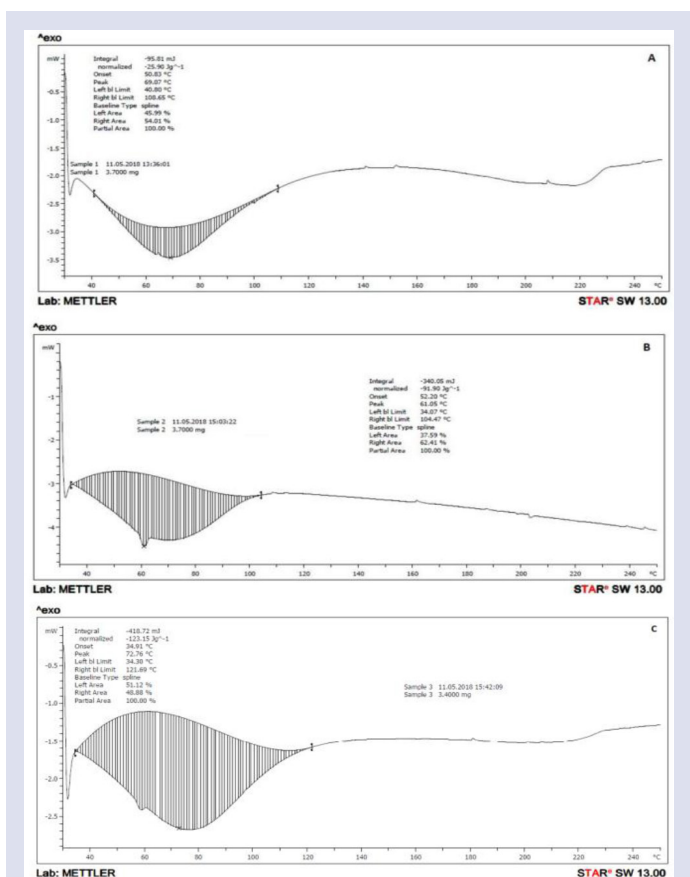 ^exo
A
mW
Integral -95.81 mJ
normalized -25.90 Jg^-1
Onset 50.83 °C
Peak 69.07 °C
Left bl Limit 40.80 °C
Right bl Limit 108.65 °C
Baseline Type spline
Left Area 45.99 %
Right Area 54.01 %
Partial Area 100.00 %
Sample 1 11.05.2018 13:36:01
Sample 1 3.7000 mg
-0.5
-1.0
-1.5
-2.0
-2.5
-3.0
-3.5
40 60 80 100 120 140 160 180 200 220 240 °C
Lab: METTLER STARe SW 13.00
^exo
B
mW
Integral -340.05 mJ
normalized -91.90 Jg^-1
Onset 52.20 °C
Peak 61.05 °C
Left bl Limit 34.07 °C
Right bl Limit 104.47 °C
Baseline Type spline
Left Area 37.59 %
Right Area 62.41 %
Partial Area 100.00 %
Sample 2 11.05.2018 15:03:22
Sample 2 3.7000 mg
-1
-2
-3
-4
40 60 80 100 120 140 160 180 200 220 240 °C
Lab: METTLER STARe SW 13.00
^exo
C
mW
Integral -418.72 mJ
normalized -123.15 Jg^-1
Onset 34.91 °C
Peak 72.76 °C
Left bl Limit 34.38 °C
Right bl Limit 121.69 °C
Baseline Type spline
Left Area 51.12 %
Right Area 48.88 %
Partial Area 100.00 %
Sample 3 11.05.2018 15:42:09
Sample 3 3.4000 mg
-0.5
-1.0
-1.5
-2.0
-2.5
40 60 80 100 120 140 160 180 200 220 240 °C
Lab: METTLER STARe SW 13.00